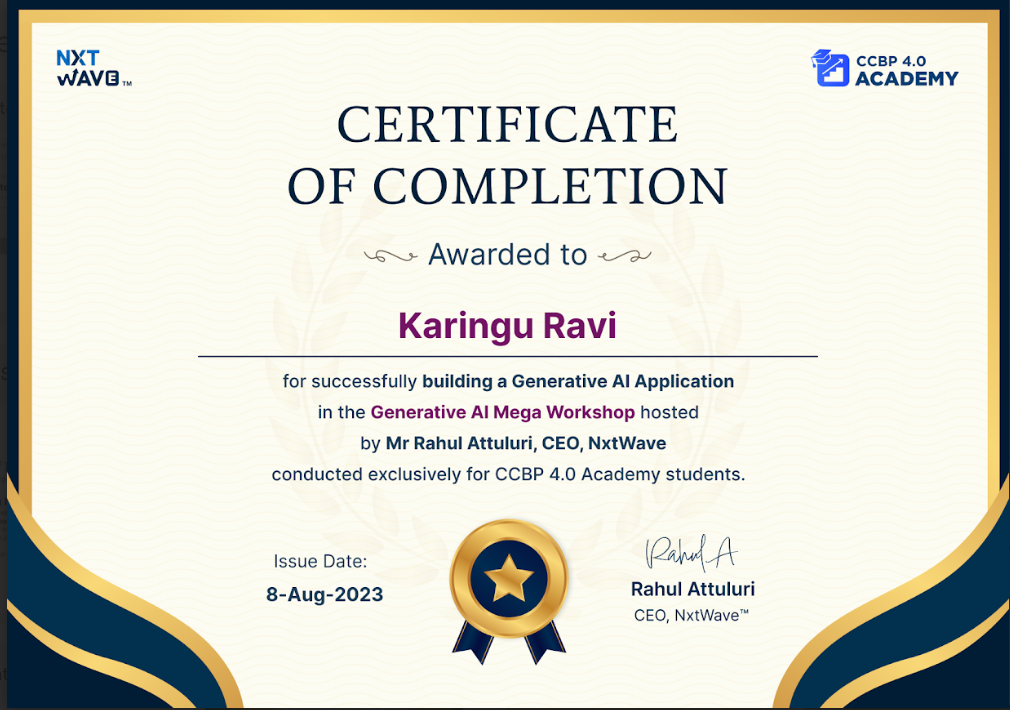 NXT
WAVE™
CCBP 4.0
ACADEMY
CERTIFICATE
OF COMPLETION
Awarded to
Karingu Ravi
for successfully building a Generative AI Application
in the Generative AI Mega Workshop hosted
by Mr Rahul Attuluri, CEO, NxtWave
conducted exclusively for CCBP 4.0 Academy students.
Issue Date:
8-Aug-2023
Rahul A
Rahul Attuluri
CEO, NxtWave™